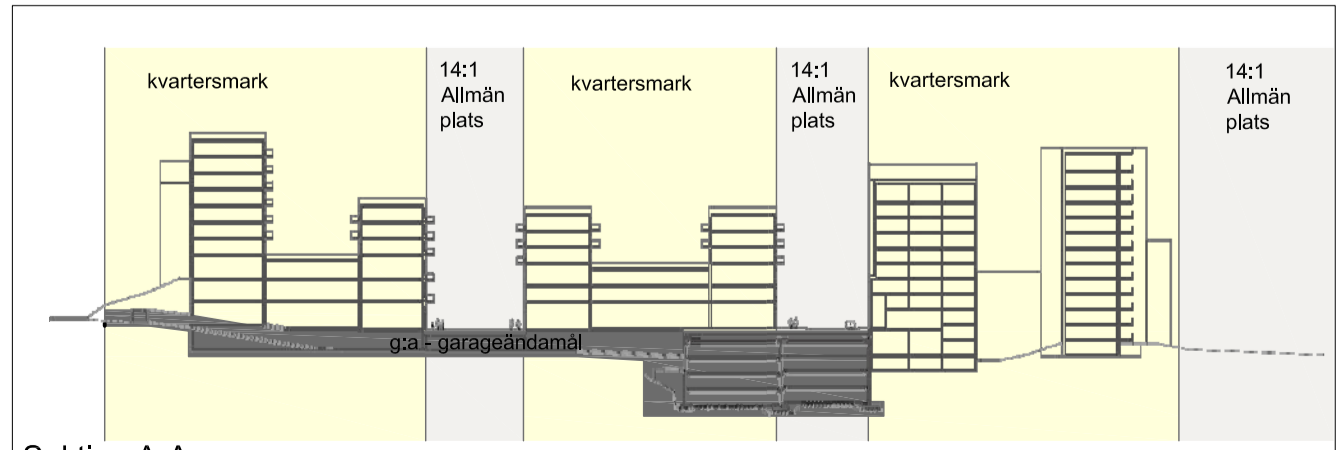 kvartersmark
14:1
Allmän
plats
kvartersmark
14:1
Allmän
plats
kvartersmark
14:1
Allmän
plats
g:a - garageändamål